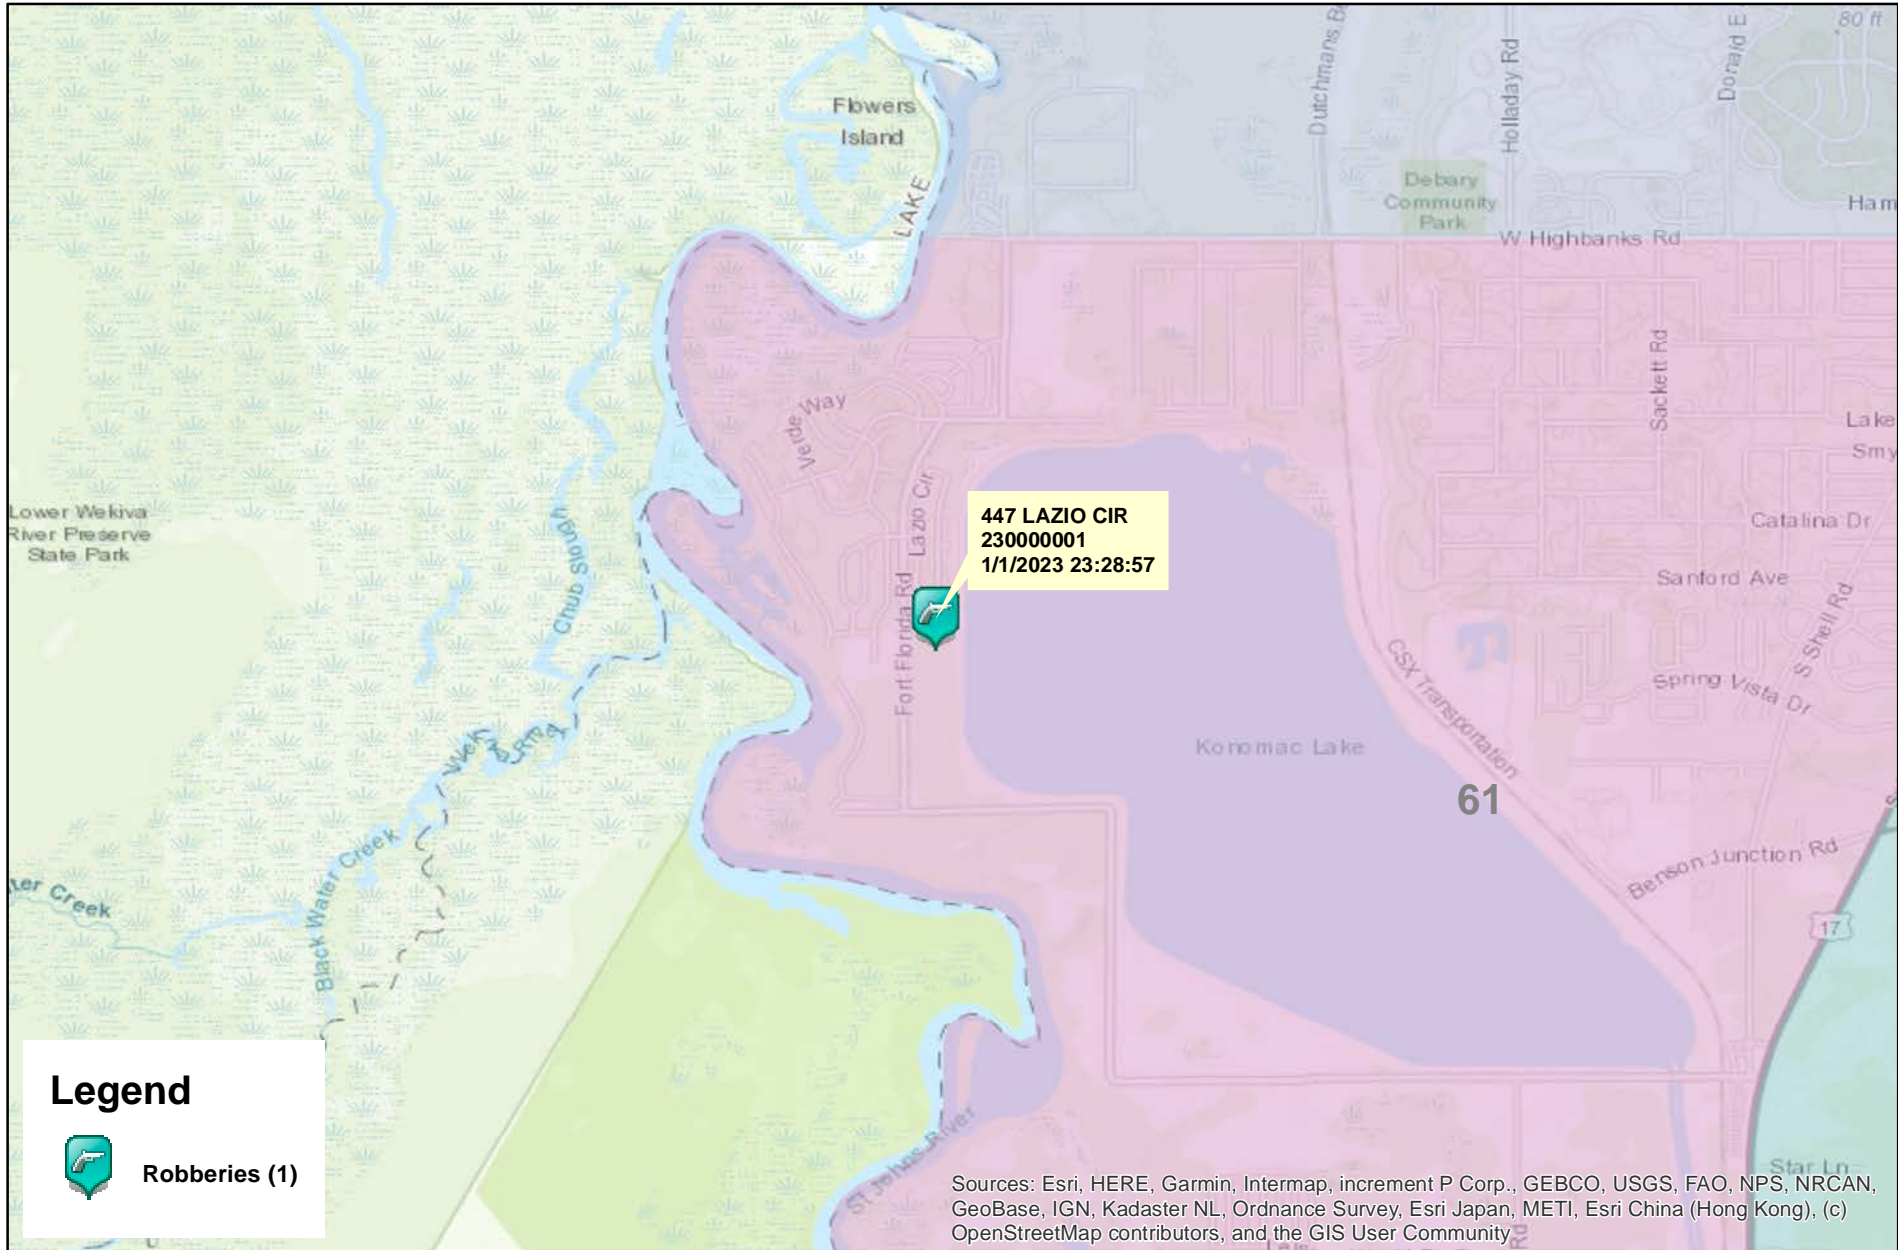 80 ft
Donald E
Dutchmans B
Holladay Rd
Flowers
Island
LAKE
Debary
Community
Park
Ham
W Highbanks Rd
Sackett Rd
Verde Way
Lake
Smy
Lazio Cir
447 LAZIO CIR
230000001
1/1/2023 23:28:57
Lower Wekiva
River Preserve
State Park
Chub Slough
Catalina Dr
Sanford Ave
Fort Florida Rd
S Shell Rd
CSX Transportation
Spring Vista Dr
Konomac Lake
61
Black Water Creek
Benson Junction Rd
ter Creek
17
Legend
Robberies (1)
St Johns River
Star Ln
Sources: Esri, HERE, Garmin, Intermap, increment P Corp., GEBCO, USGS, FAO, NPS, NRCAN,
GeoBase, IGN, Kadaster NL, Ordnance Survey, Esri Japan, METI, Esri China (Hong Kong), (c)
OpenStreetMap contributors, and the GIS User Community
Rd